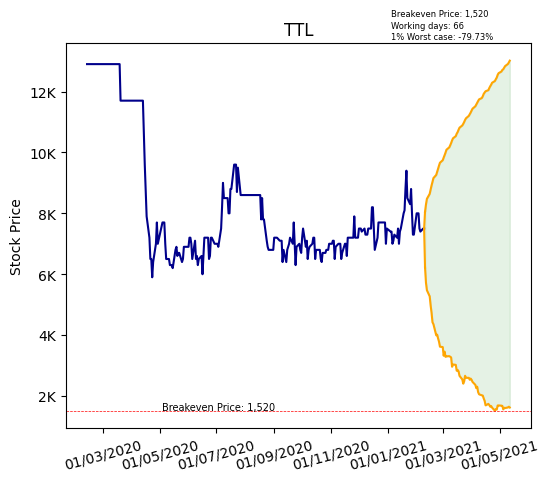 Breakeven Price: 1,520
Working days: 66
1% Worst case: -79.73%
TTL
Stock Price
12K
10K
8K
6K
4K
2K
Breakeven Price: 1,520
01/03/2020
01/05/2020
01/07/2020
01/09/2020
01/11/2020
01/01/2021
01/03/2021
01/05/2021